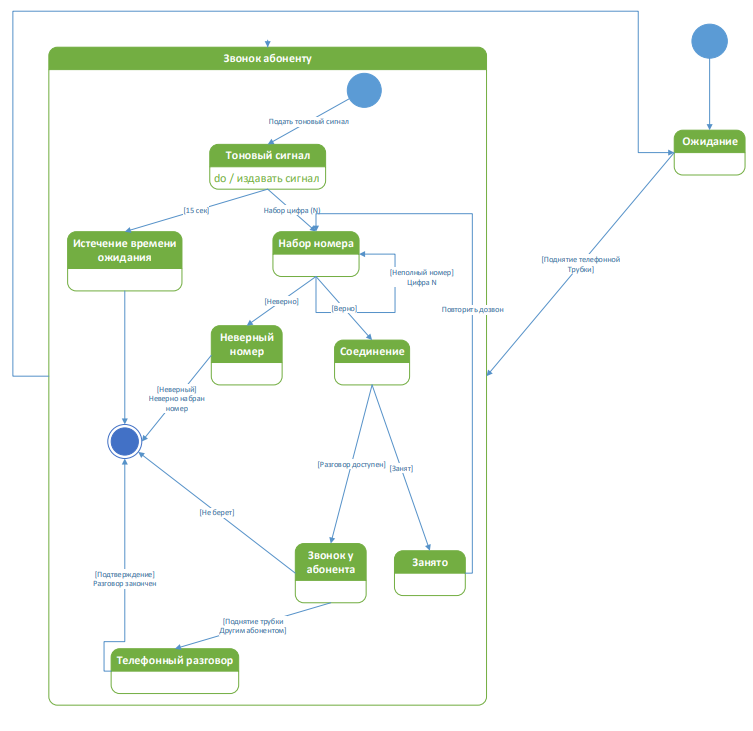 Звонок абоненту
Подать тоновый сигнал
Ожидание
Тоновый сигнал
do / издавать сигнал
[15 сек]
Набор цифра (N)
Истечение времени
ожидания
Набор номера
[Поднятие телефонной
Трубки]
[Неполный номер]
Цифра N
[Неверно]
[Верно]
Повторить дозвон
Неверный
номер
Соединение
[Неверный]
Неверно набран
номер
[Разговор доступен]
[Занят]
[Не берет]
Звонок у
абонента
Занято
[Подтверждение]
Разговор закончен
[Поднятие трубки
Другим абонентом]
Телефонный разговор